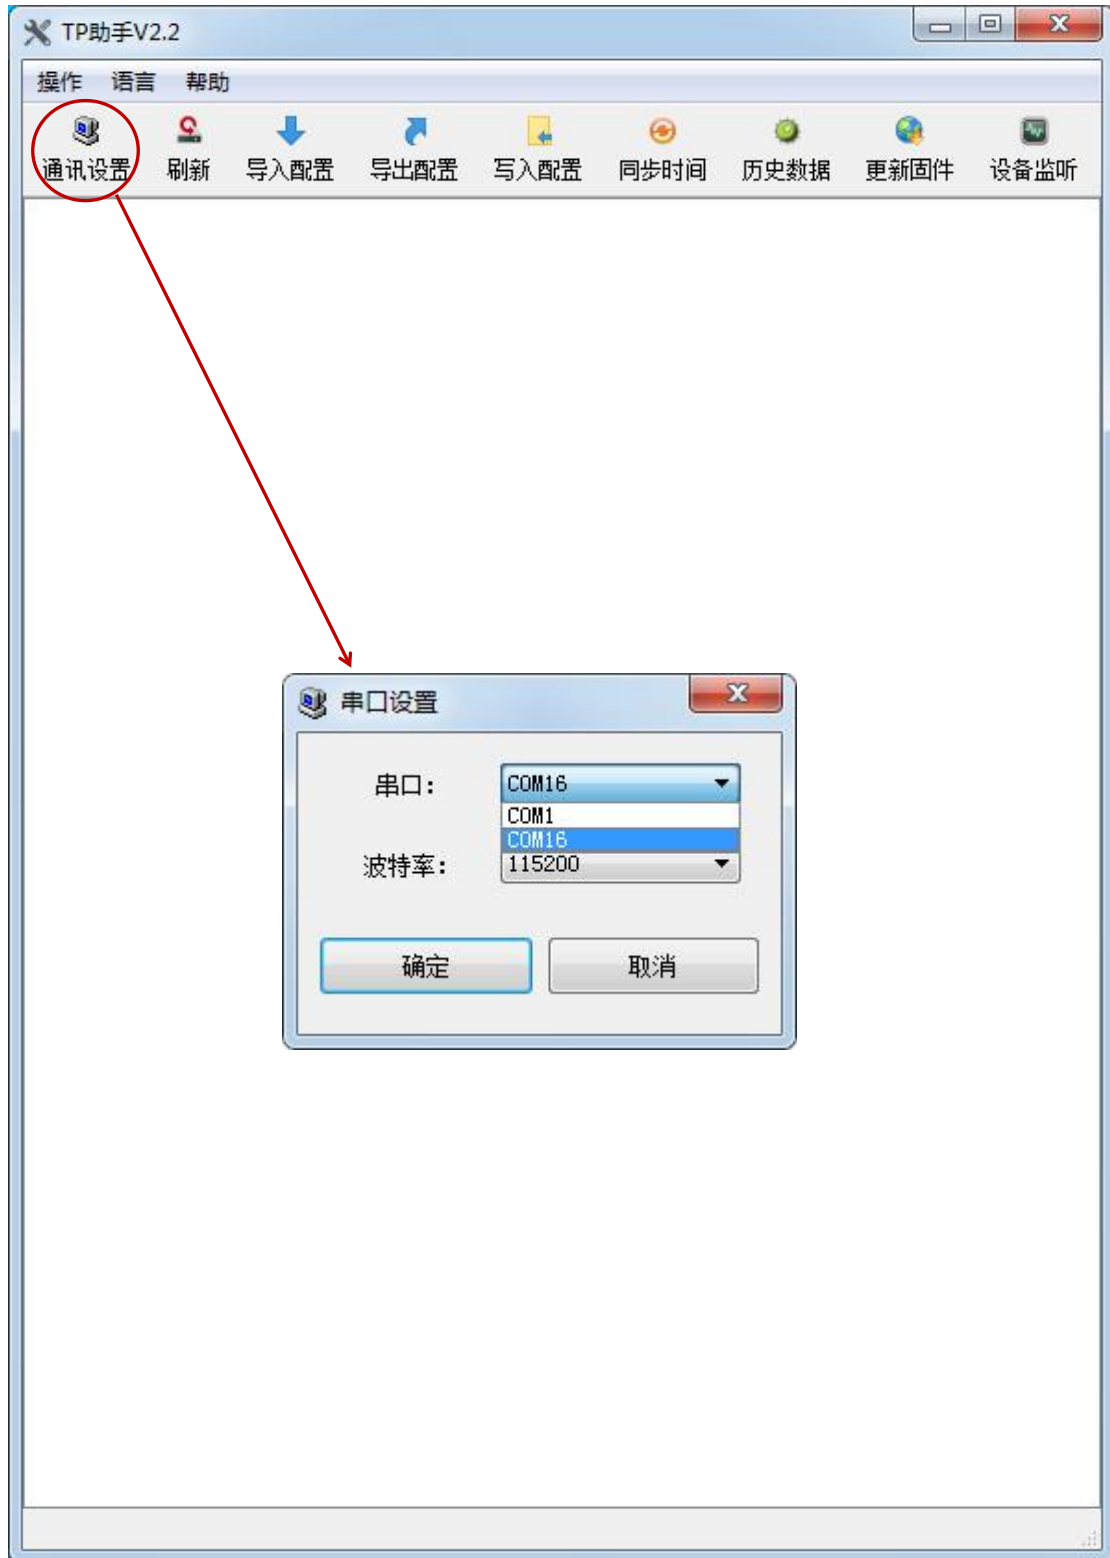 TP助手V2.2
操作 语言 帮助
通讯设置 刷新 导入配置 导出配置 写入配置 同步时间 历史数据 更新固件 设备监听
串口设置
串口： COM16
COM1
COM16
波特率： 115200
确定 取消